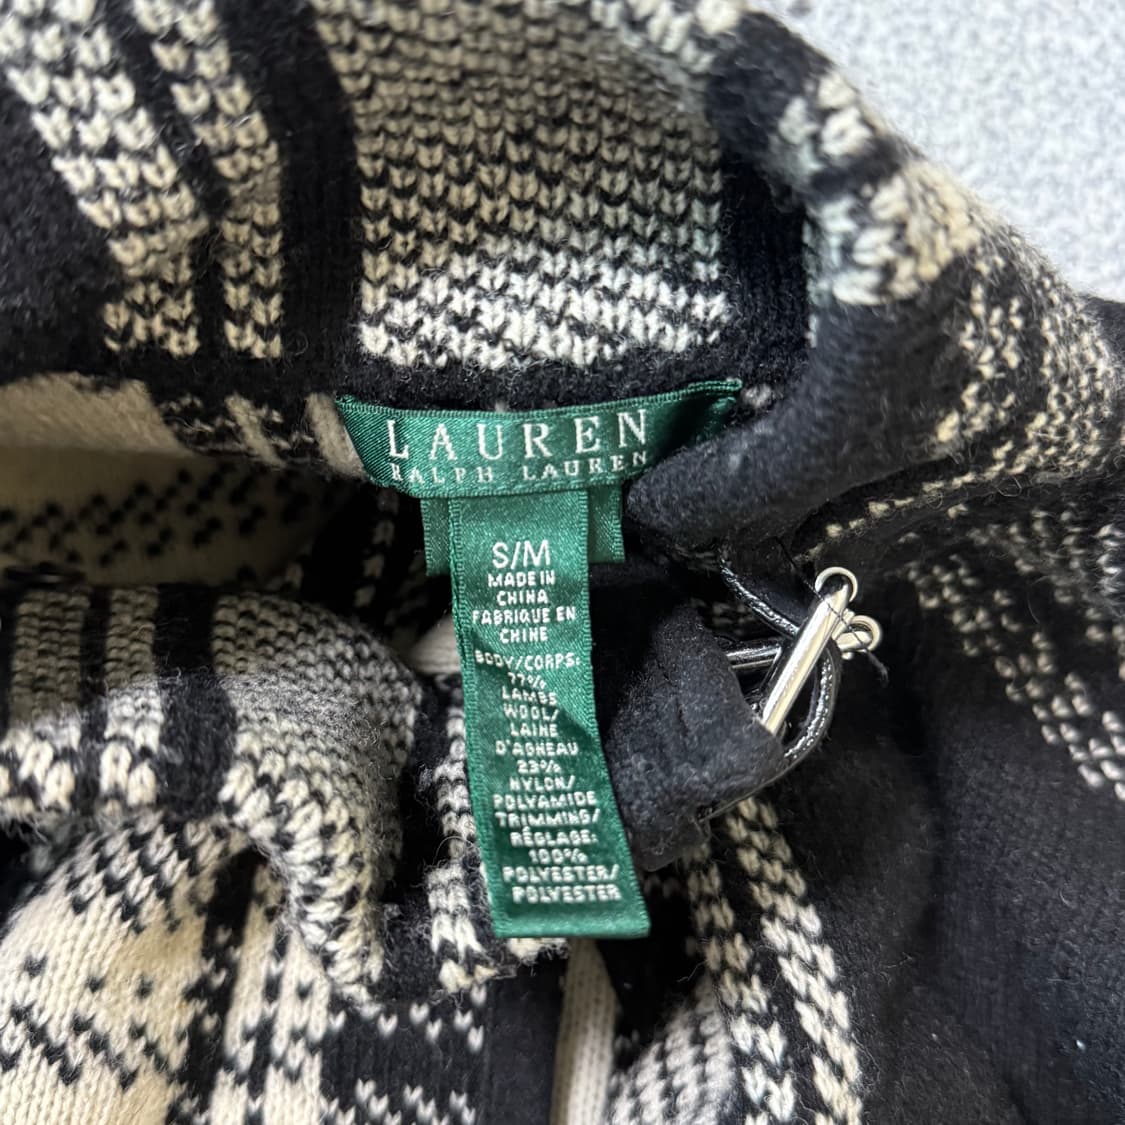 LAUREN
RALPH LAUREN
S/M
MADE IN
CHINA
FABRIQUE EN
CHINE
BODY/CORPS:
77%
LAMBS
WOOL/
LAINE
D'AGNEAU
23%
NYLON/
POLYAMIDE
TRIMMING/
RÉGLAGE:
100%
POLYESTER/
POLYESTER